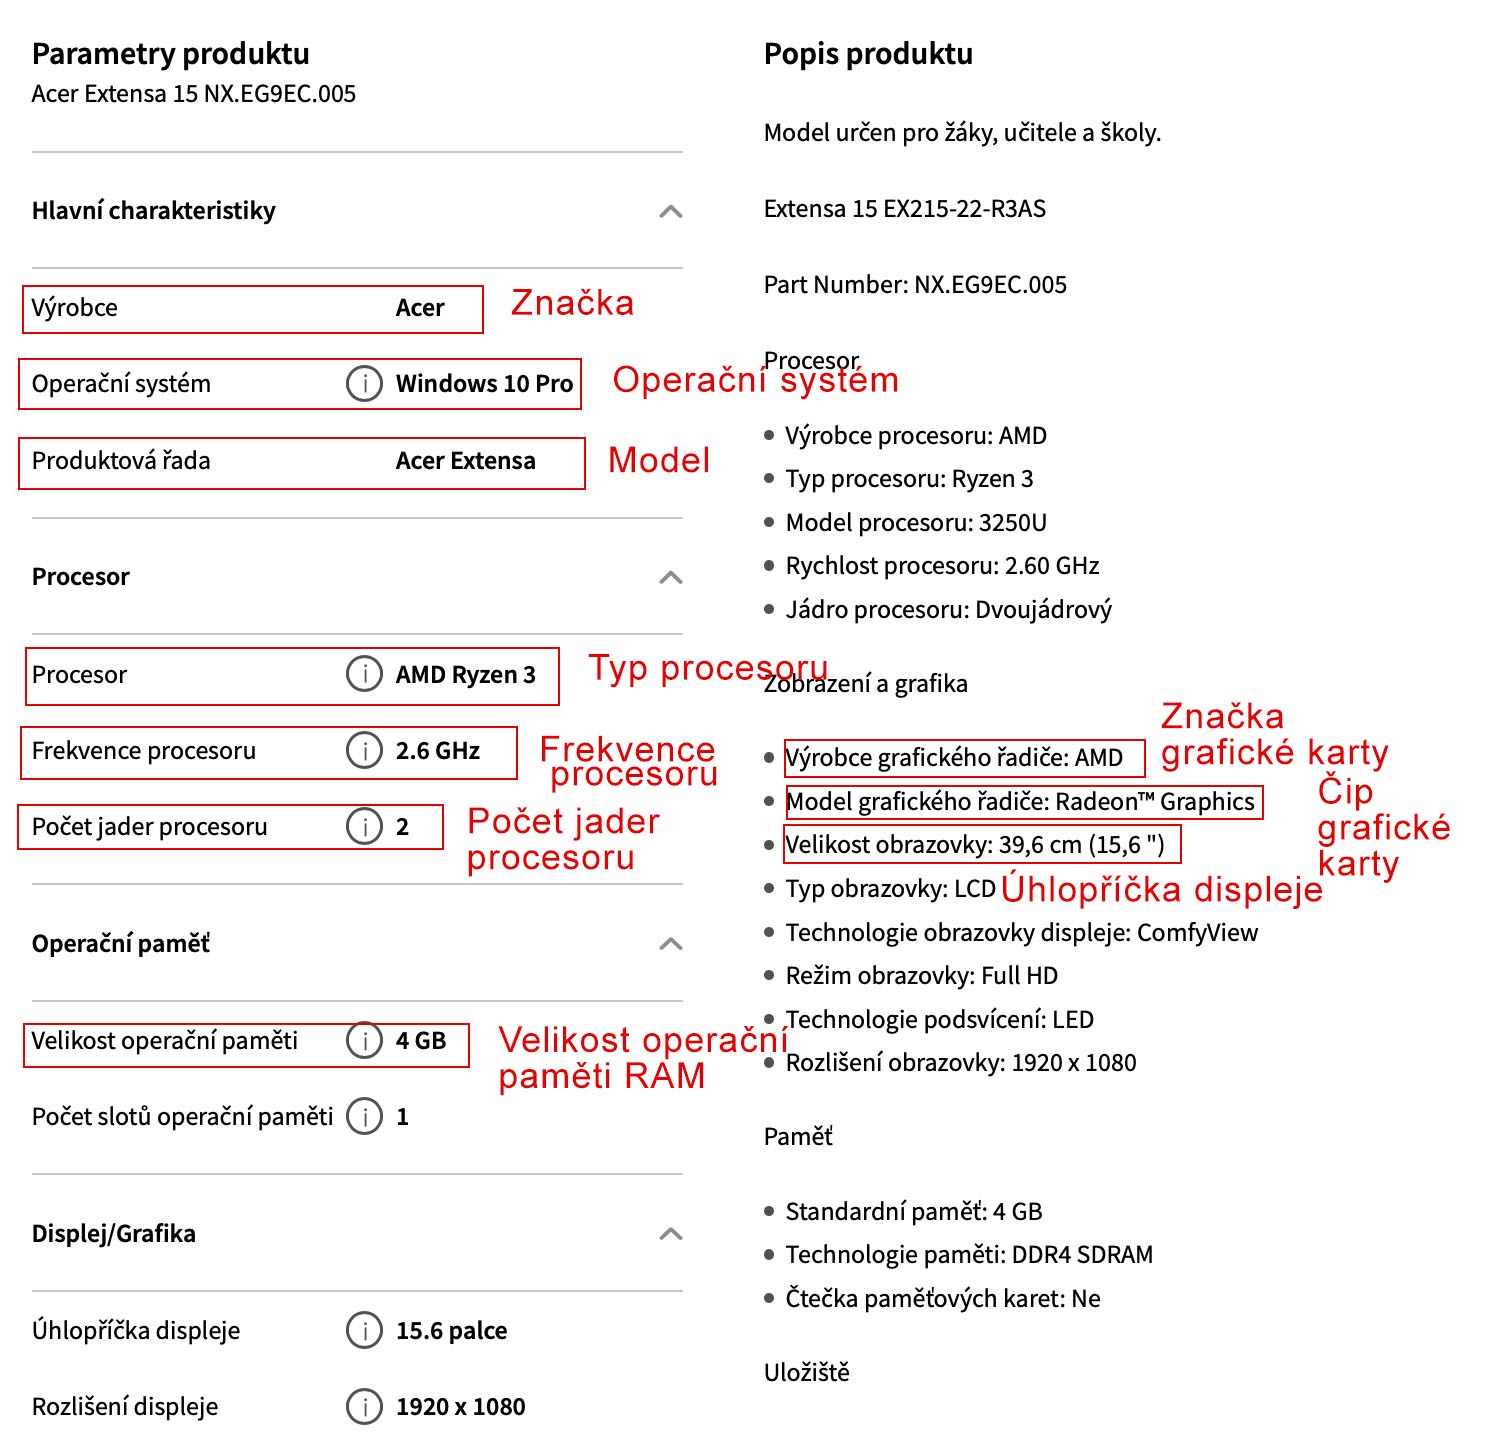 Parametry produktu
Acer Extensa 15 NX.EG9EC.005
Hlavní charakteristiky
Výrobce Acer Značka
Operační systém i Windows 10 Pro Operační systém
Produktová řada Acer Extensa Model
Procesor
Procesor i AMD Ryzen 3 Typ procesoru
Frekvence procesoru i 2.6 GHz Frekvence
procesoru
Počet jader procesoru i 2 Počet jader
procesoru
Operační paměť
Velikost operační paměti i 4 GB Velikost operační
paměti RAM
Počet slotů operační paměti i 1
Displej/Grafika
Úhlopříčka displeje i 15.6 palce
Rozlišení displeje i 1920 x 1080
Popis produktu
Model určen pro žáky, učitele a školy.
Extensa 15 EX215-22-R3AS
Part Number: NX.EG9EC.005
Procesor
Výrobce procesoru: AMD
Typ procesoru: Ryzen 3
Model procesoru: 3250U
Rychlost procesoru: 2.60 GHz
Jádro procesoru: Dvoujádrový
Zobrazení a grafika
Značka
grafické karty
Výrobce grafického řadiče: AMD
Model grafického řadiče: Radeon™ Graphics
Čip
grafické
karty
Velikost obrazovky: 39,6 cm (15,6 ")
Typ obrazovky: LCD Úhlopříčka displeje
Technologie obrazovky displeje: ComfyView
Režim obrazovky: Full HD
Technologie podsvícení: LED
Rozlišení obrazovky: 1920 x 1080
Paměť
Standardní paměť: 4 GB
Technologie paměti: DDR4 SDRAM
Čtečka paměťových karet: Ne
Uložiště